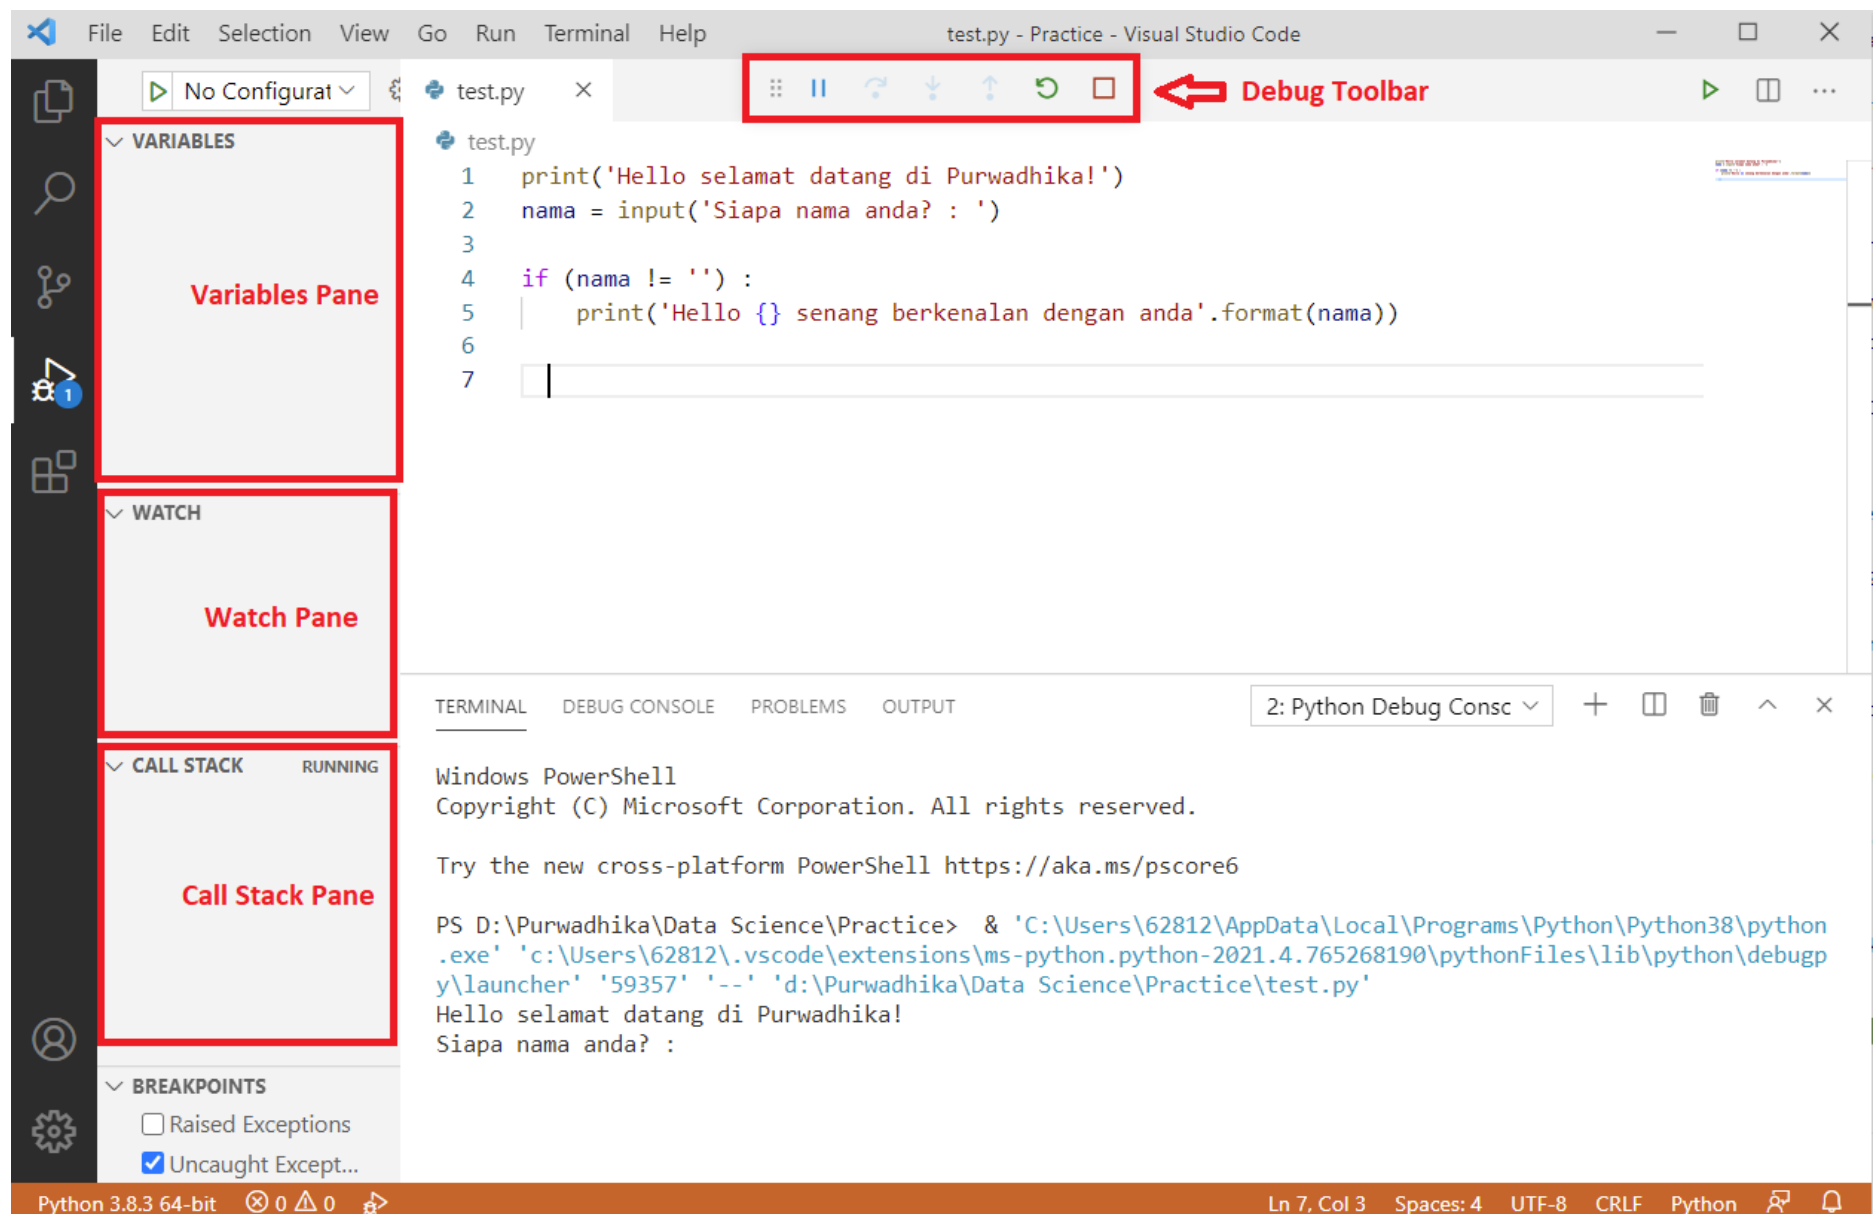 File Edit Selection View Go Run Terminal Help
test.py - Practice - Visual Studio Code
No Configurat
test.py
Debug Toolbar
VARIABLES
Variables Pane
WATCH
Watch Pane
CALL STACK RUNNING
Call Stack Pane
BREAKPOINTS
Raised Exceptions
Uncaught Except...
test.py
1 print('Hello selamat datang di Purwadhika!')
2 nama = input('Siapa nama anda? : ')
3
4 if (nama != '') :
5 print('Hello {} senang berkenalan dengan anda'.format(nama))
6
7
TERMINAL DEBUG CONSOLE PROBLEMS OUTPUT
2: Python Debug Consc
Windows PowerShell
Copyright (C) Microsoft Corporation. All rights reserved.
Try the new cross-platform PowerShell https://aka.ms/pscore6
PS D:\Purwadhika\Data Science\Practice> & 'C:\Users\62812\AppData\Local\Programs\Python\Python38\python
.exe' 'c:\Users\62812\.vscode\extensions\ms-python.python-2021.4.765268190\pythonFiles\lib\python\debugp
y\launcher' '59357' '--' 'd:\Purwadhika\Data Science\Practice\test.py'
Hello selamat datang di Purwadhika!
Siapa nama anda? :
Python 3.8.3 64-bit 0 0
Ln 7, Col 3 Spaces: 4 UTF-8 CRLF Python
1